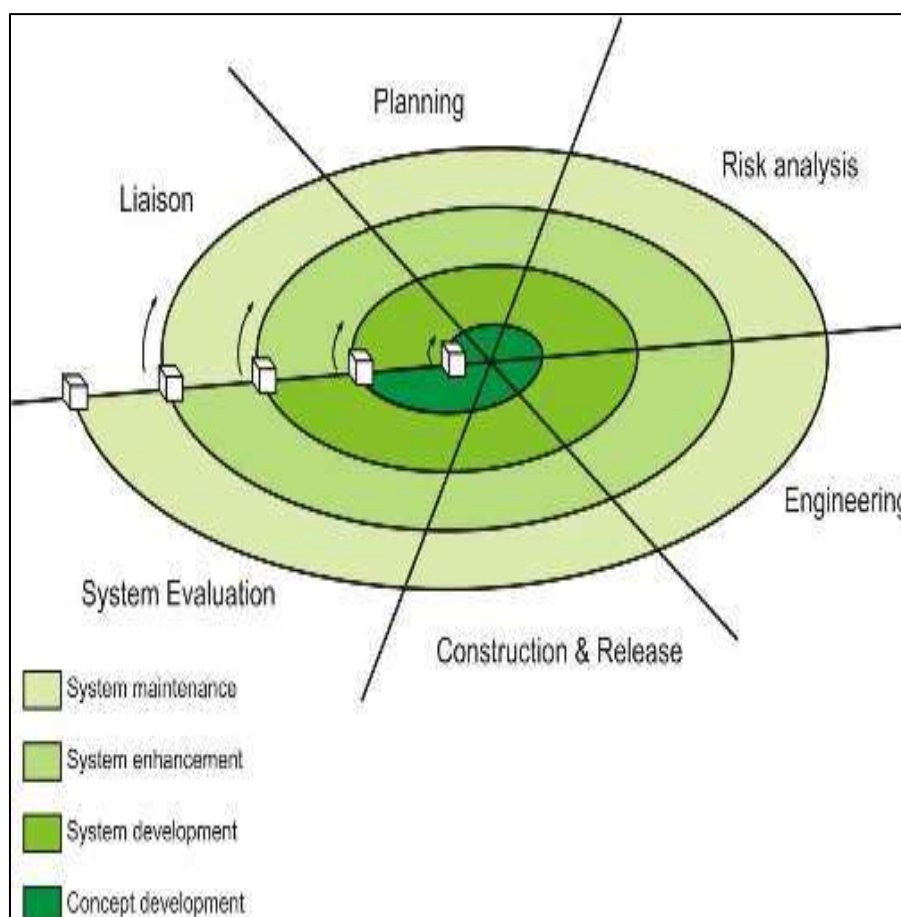 Planning
Risk analysis
Liaison
Engineering
System Evaluation
Construction & Release
System maintenance
System enhancement
System development
Concept development